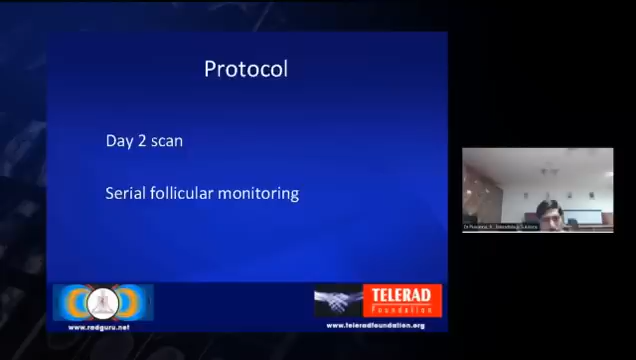 Protocol
Day 2 scan
Serial follicular monitoring
TELERAD
Foundation
www.radguru.net
www.teleradfoundation.org